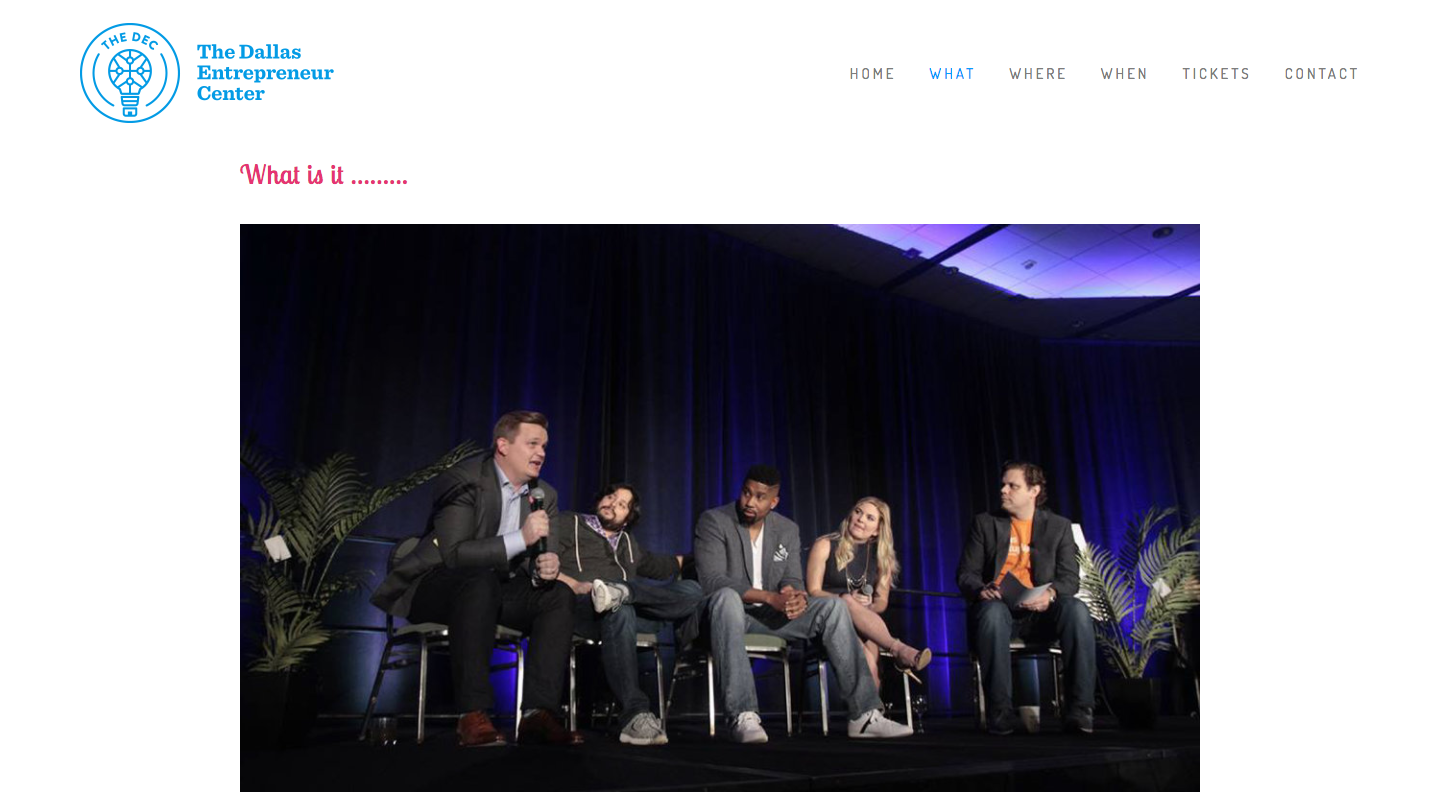 THE DEC
The Dallas
Entrepreneur
Center
HOME WHAT WHERE WHEN TICKETS CONTACT
What is it .........